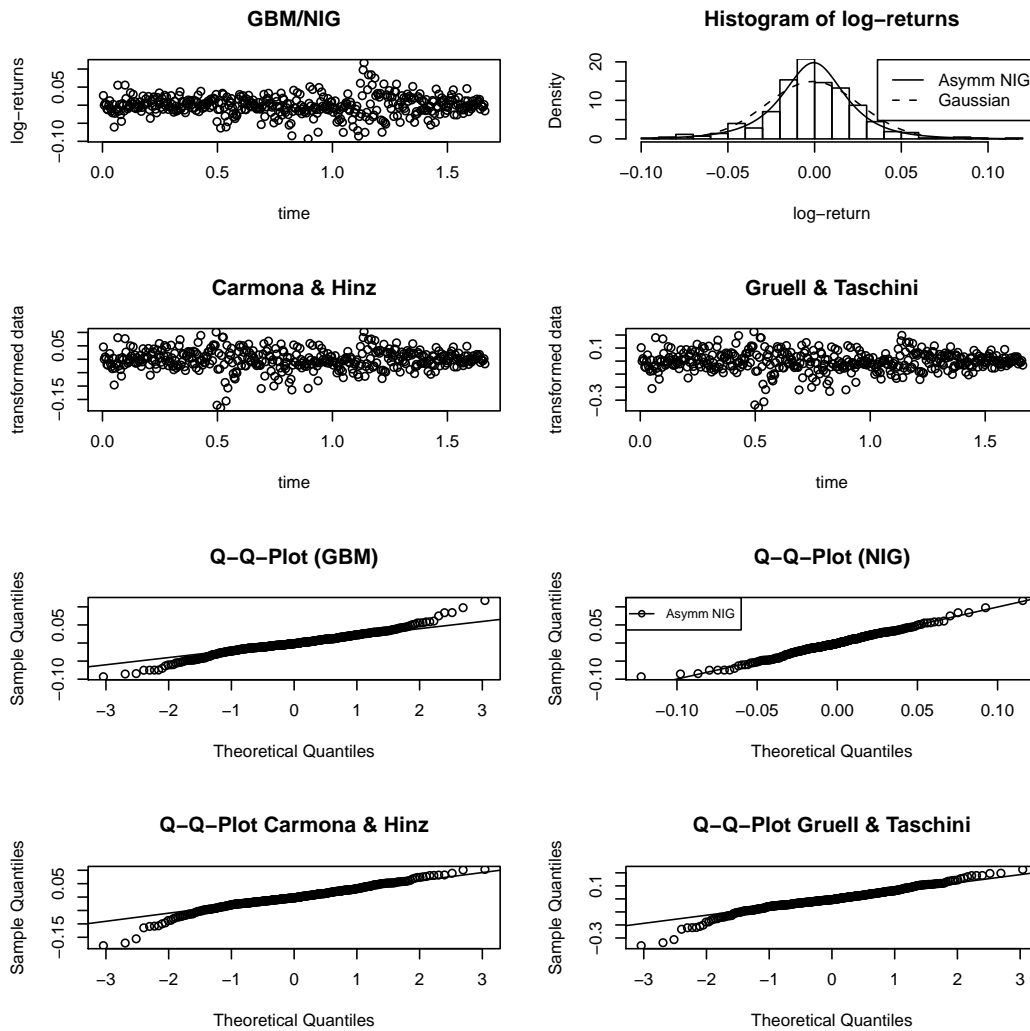 GBM/NIG
log-returns
0.05
-0.10
0.0
0.5
1.0
1.5
time
Histogram of log-returns
Density
20
10
0
Asymm NIG
Gaussian
-0.10
-0.05
0.00
0.05
0.10
log-return
Carmona & Hinz
transformed data
0.05
-0.15
0.0
0.5
1.0
1.5
time
Gruell & Taschini
transformed data
0.1
-0.3
0.0
0.5
1.0
1.5
time
Q-Q-Plot (GBM)
Sample Quantiles
0.05
-0.10
-3
-2
-1
0
1
2
3
Theoretical Quantiles
Q-Q-Plot (NIG)
Sample Quantiles
0.05
-0.10
Asymm NIG
-0.10
-0.05
0.00
0.05
0.10
Theoretical Quantiles
Q-Q-Plot Carmona & Hinz
Sample Quantiles
0.05
-0.15
-3
-2
-1
0
1
2
3
Theoretical Quantiles
Q-Q-Plot Gruell & Taschini
Sample Quantiles
0.1
-0.3
-3
-2
-1
0
1
2
3
Theoretical Quantiles